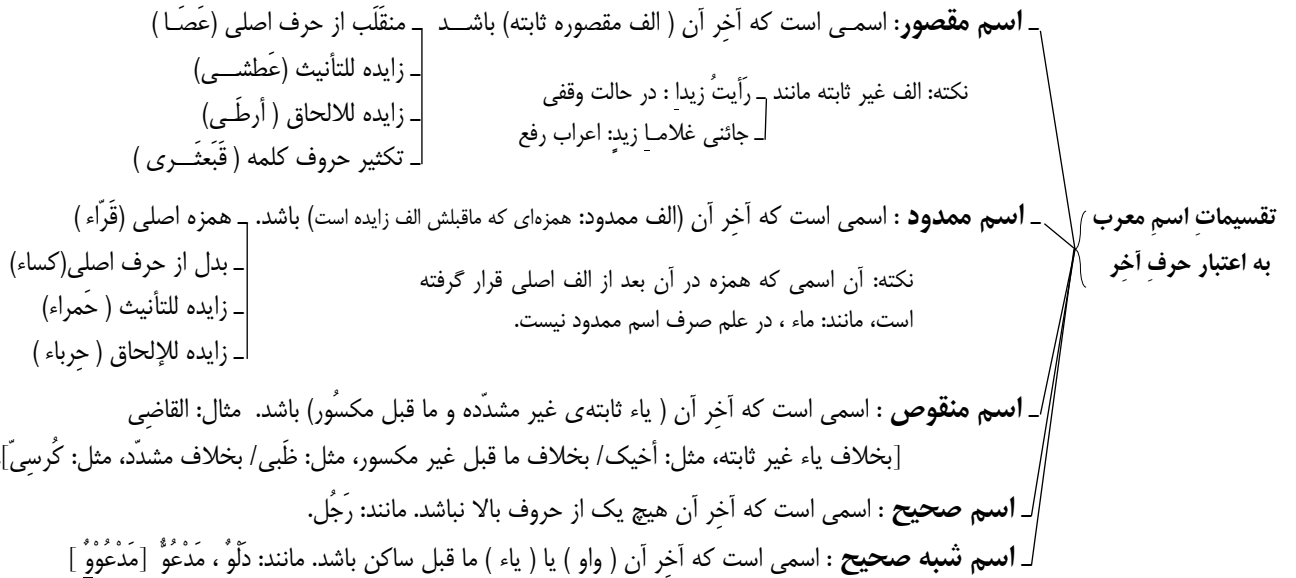 تقسیماتِ اسمِ معرب
به اعتبار حرفِ آخِر
ـ اسم مقصور: اسمـی است که آخِر آن ( الف مقصوره ثابته) باشــد
ـ منقَلَب از حرف اصلی (عَصَـا )
ـ زایده للتأنیث (عَطشــی)
ـ زایده للالحاق ( أرطَـی)
ـ تکثیر حروف کلمه ( قَبَعثَــری )
نکته: الف غیر ثابته مانند
ـ رَأیتُ زیدا : در حالت وقفی
ـ جائنی غلامـا زیدٍ: اعراب رفع
ـ اسم ممدود : اسمی است که آخِر آن (الف ممدود: همزه‌ای که ماقبلش الف زایده است) باشد.
ـ همزه اصلی (قَرّاء )
ـ بدل از حرف اصلی(کساء)
ـ زایده للتأنیث ( حَمراء)
ـ زایده للإلحاق ( حِرباء )
نکته: آن اسمی که همزه در آن بعد از الف اصلی قرار گرفته
است، مانند: ماء ، در علم صرف اسم ممدود نیست.
ـ اسم منقوص : اسمی است که آخِر آن ( یاء ثابته‌ی غیر مشدّده و ما قبل مکسُور) باشد. مثال: القاضِی
[بخلاف یاء غیر ثابته، مثل: أخیک/ بخلاف ما قبل غیر مکسور، مثل: ظَبی/ بخلاف مشدّد، مثل: کُرسِیّ].
ـ اسم صحیح : اسمی است که آخِر آن هیچ یک از حروف بالا نباشد. مانند: رَجُل.
ـ اسم شبه صحیح : اسمی است که آخِر آن ( واو ) یا ( یاء ) ما قبل ساکن باشد. مانند: دَلْوٌ ، مَدْعُوٌّ [مَدْعُوْوٌ ]